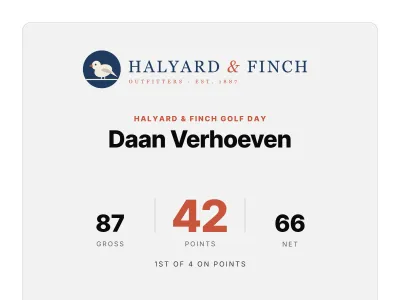 HALYARD & FINCH
OUTFITTERS · EST. 1887
HALYARD & FINCH GOLF DAY
Daan Verhoeven
87 42 66
GROSS POINTS NET
1ST OF 4 ON POINTS